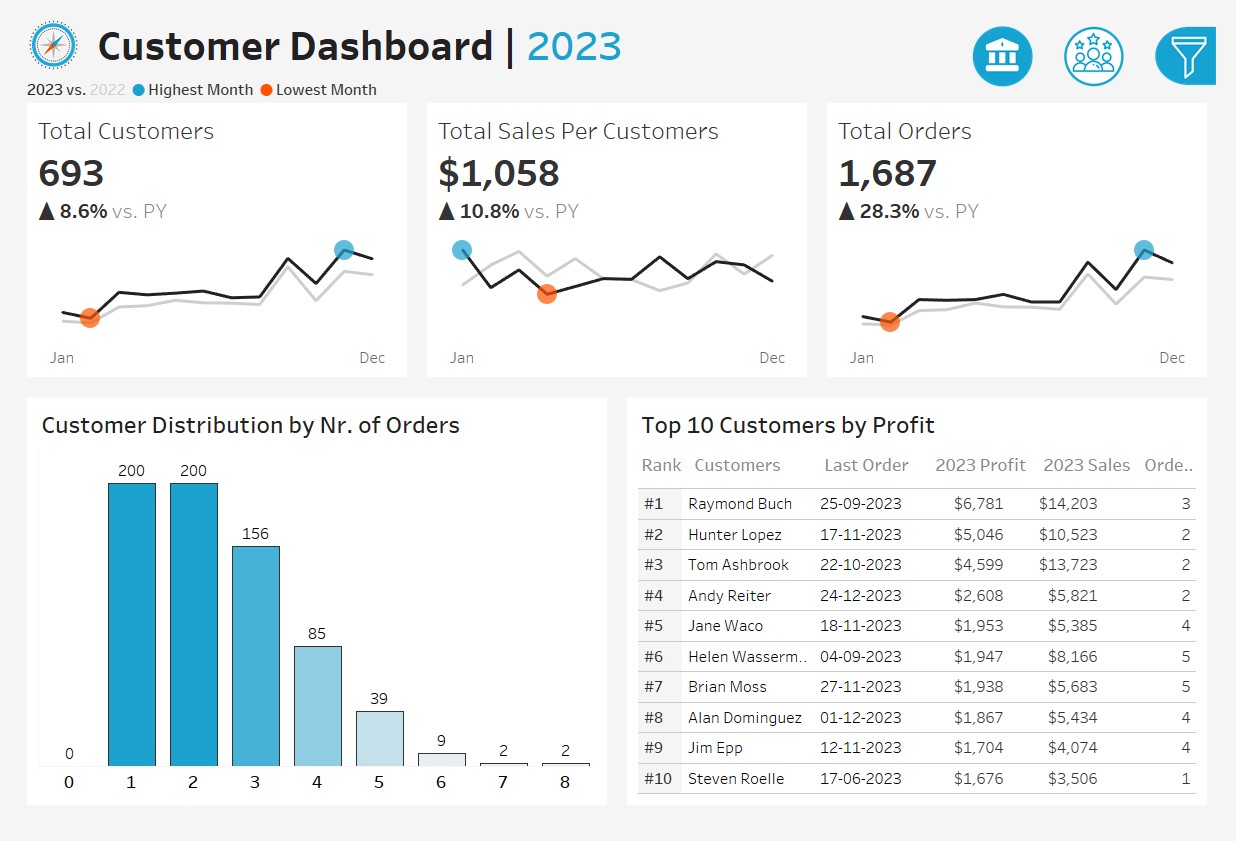 Customer Dashboard | 2023
2023 vs. 2022 Highest Month Lowest Month
Total Customers
693
▲ 8.6% vs. PY
Jan Dec
Total Sales Per Customers
$1,058
▲ 10.8% vs. PY
Jan Dec
Total Orders
1,687
▲ 28.3% vs. PY
Jan Dec
Customer Distribution by Nr. of Orders
0 200 200 156 85 39 9 2 2
0 1 2 3 4 5 6 7 8
Top 10 Customers by Profit
Rank Customers Last Order 2023 Profit 2023 Sales Orde..
#1 Raymond Buch 25-09-2023 $6,781 $14,203 3
#2 Hunter Lopez 17-11-2023 $5,046 $10,523 2
#3 Tom Ashbrook 22-10-2023 $4,599 $13,723 2
#4 Andy Reiter 24-12-2023 $2,608 $5,821 2
#5 Jane Waco 18-11-2023 $1,953 $5,385 4
#6 Helen Wasserm.. 04-09-2023 $1,947 $8,166 5
#7 Brian Moss 27-11-2023 $1,938 $5,683 5
#8 Alan Dominguez 01-12-2023 $1,867 $5,434 4
#9 Jim Epp 12-11-2023 $1,704 $4,074 4
#10 Steven Roelle 17-06-2023 $1,676 $3,506 1